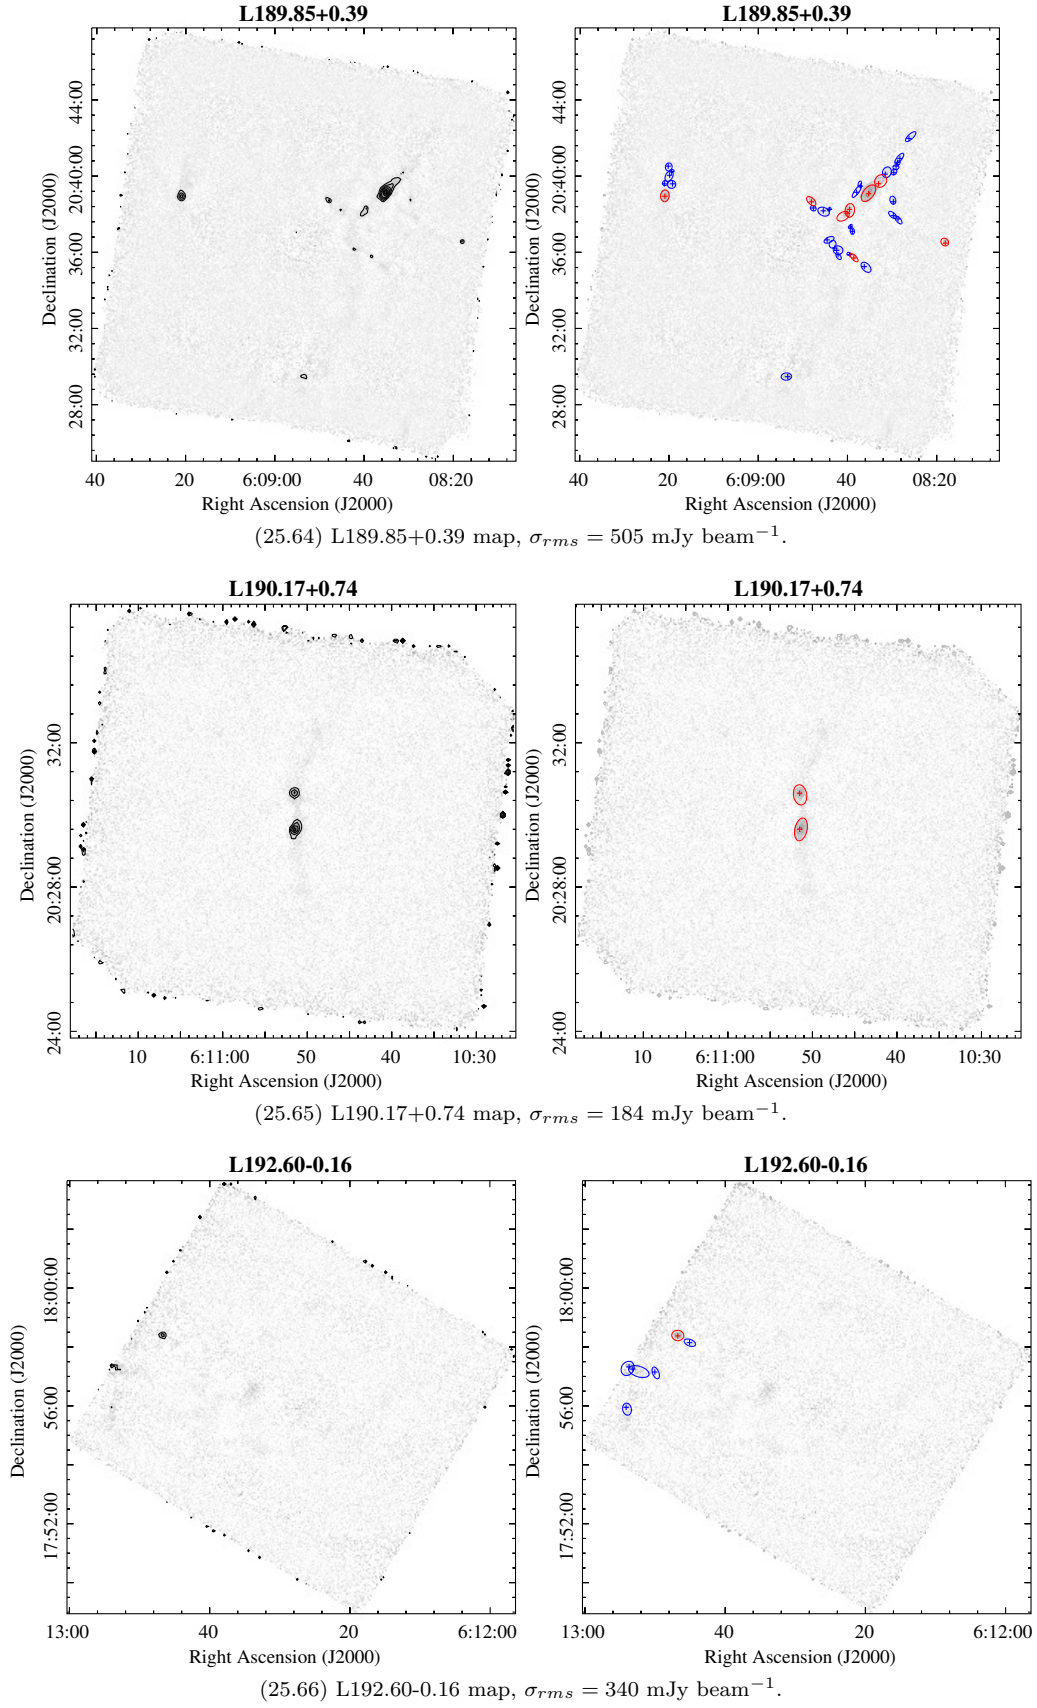 L189.85+0.39
L189.85+0.39
Declination (J2000)
44:00
20:40:00
36:00
32:00
28:00
40
20
6:09:00
40
08:20
Right Ascension (J2000)
Declination (J2000)
44:00
20:40:00
36:00
32:00
28:00
40
20
6:09:00
40
08:20
Right Ascension (J2000)
(25.64) L189.85+0.39 map, σrms = 505 mJy beam−1.
L190.17+0.74
L190.17+0.74
Declination (J2000)
32:00
20:28:00
24:00
10
6:11:00
50
40
10:30
Right Ascension (J2000)
Declination (J2000)
32:00
20:28:00
24:00
10
6:11:00
50
40
10:30
Right Ascension (J2000)
(25.65) L190.17+0.74 map, σrms = 184 mJy beam−1.
L192.60-0.16
L192.60-0.16
Declination (J2000)
18:00:00
56:00
17:52:00
13:00
40
20
6:12:00
Right Ascension (J2000)
Declination (J2000)
18:00:00
56:00
17:52:00
13:00
40
20
6:12:00
Right Ascension (J2000)
(25.66) L192.60-0.16 map, σrms = 340 mJy beam−1.